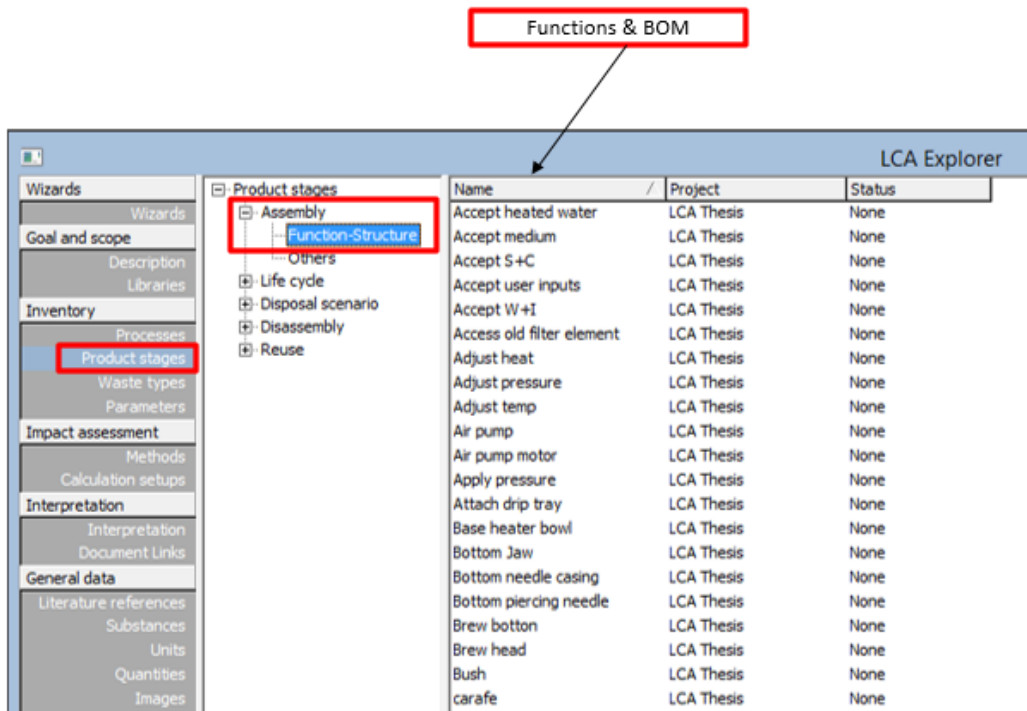 Functions & BOM
LCA Explorer
Wizards
Wizards
Goal and scope
Description
Libraries
Inventory
Processes
Product stages
Waste types
Parameters
Impact assessment
Methods
Calculation setups
Interpretation
Interpretation
Document Links
General data
Literature references
Substances
Units
Quantities
Images
Product stages
Assembly
Function-Structure
Others
Life cycle
Disposal scenario
Disassembly
Reuse
Name / Project Status
Accept heated water LCA Thesis None
Accept medium LCA Thesis None
Accept S+C LCA Thesis None
Accept user inputs LCA Thesis None
Accept W+I LCA Thesis None
Access old filter element LCA Thesis None
Adjust heat LCA Thesis None
Adjust pressure LCA Thesis None
Adjust temp LCA Thesis None
Air pump LCA Thesis None
Air pump motor LCA Thesis None
Apply pressure LCA Thesis None
Attach drip tray LCA Thesis None
Base heater bowl LCA Thesis None
Bottom Jaw LCA Thesis None
Bottom needle casing LCA Thesis None
Bottom piercing needle LCA Thesis None
Brew botton LCA Thesis None
Brew head LCA Thesis None
Bush LCA Thesis None
carafe LCA Thesis None